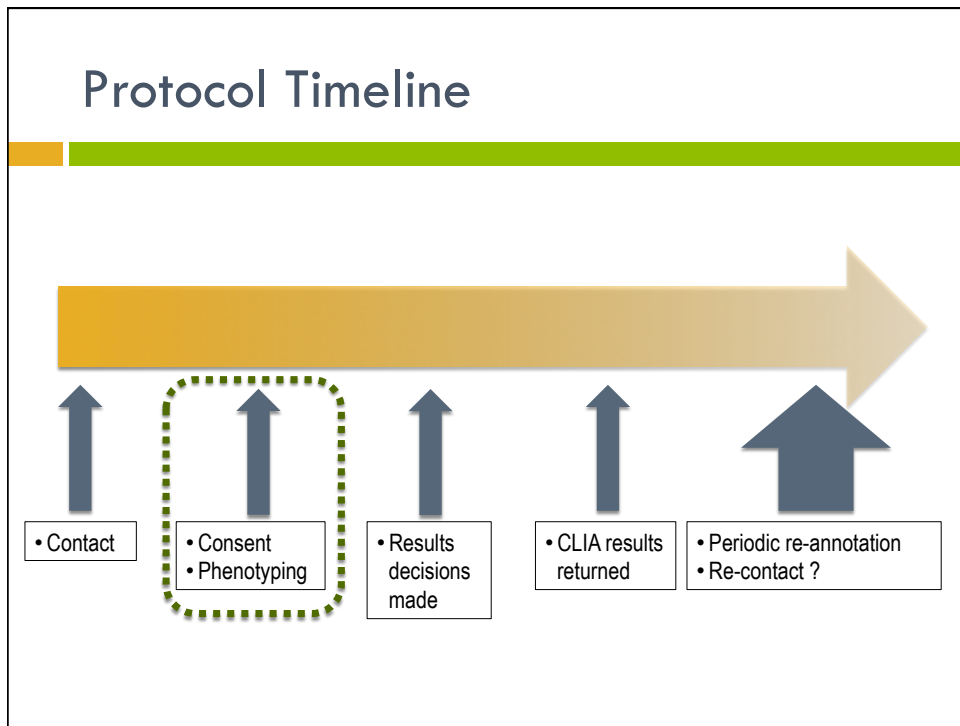 Protocol Timeline
• Contact
• Consent
• Phenotyping
• Results
decisions
made
• CLIA results
returned
• Periodic re-annotation
• Re-contact ?